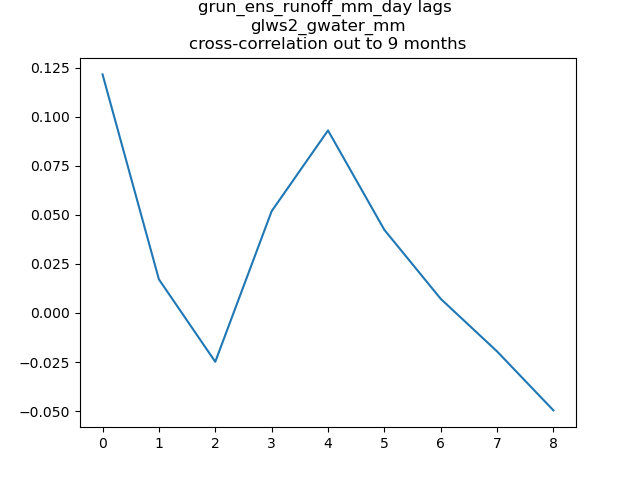 grun_ens_runoff_mm_day lags
glws2_gwater_mm
cross-correlation out to 9 months
0.125
0.100
0.075
0.050
0.025
0.000
−0.025
−0.050
0 1 2 3 4 5 6 7 8